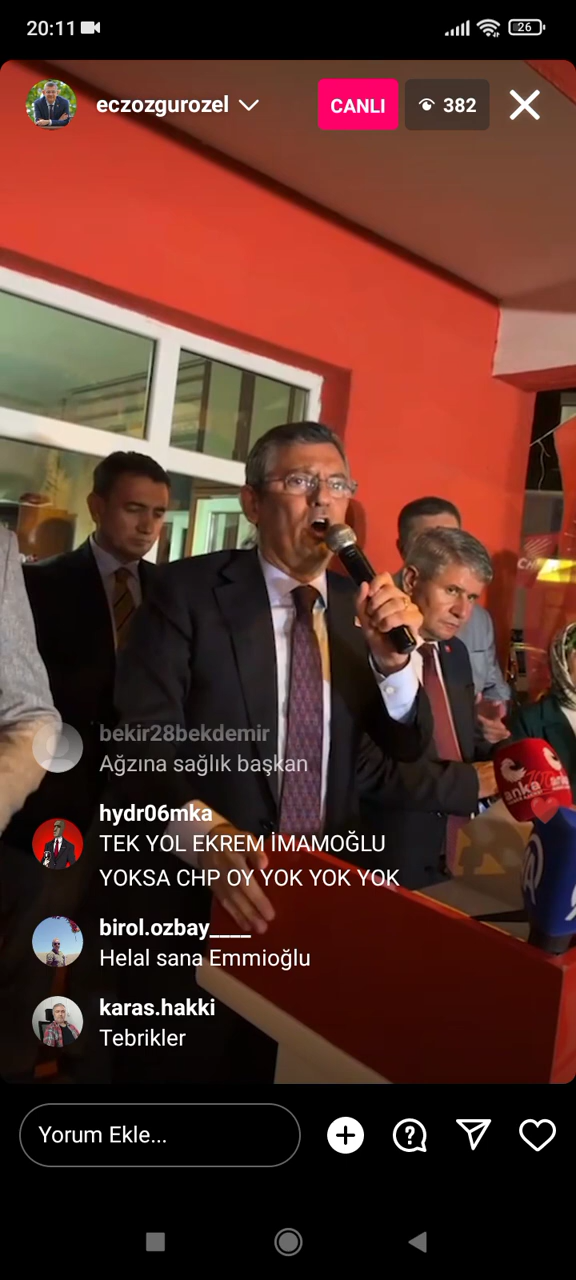 20:11
26
eczozgurozel
CANLI
382
CHP
anka
bekir28bekdemir
Ağzına sağlık başkan
hydr06mka
TEK YOL EKREM İMAMOĞLU
YOKSA CHP OY YOK YOK YOK
birol.ozbay____
Helal sana Emmioğlu
karas.hakki
Tebrikler
Yorum Ekle...